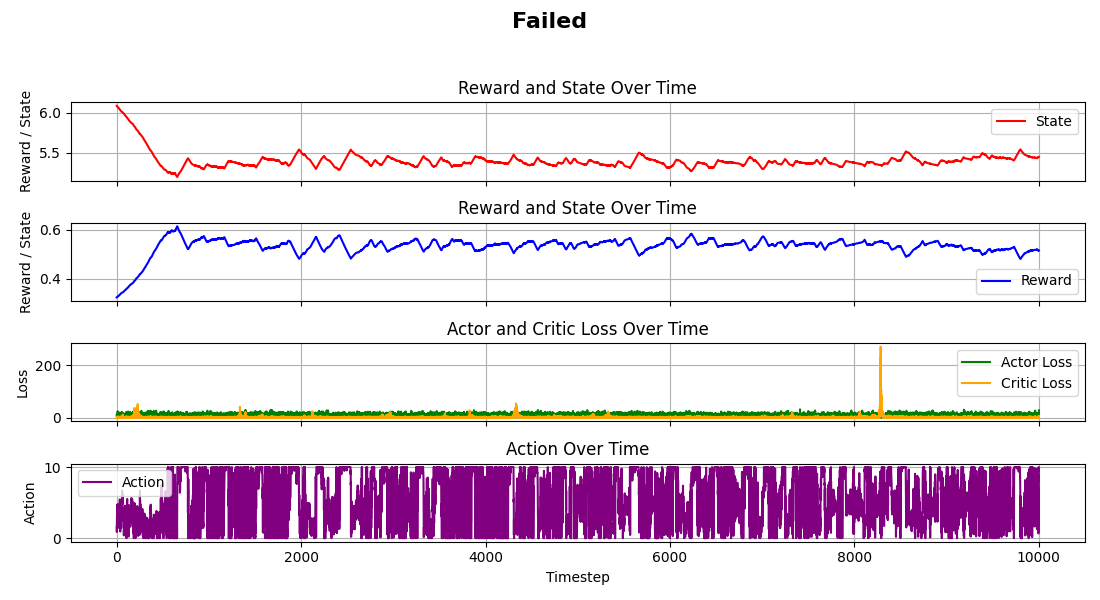 Failed
Reward and State Over Time
Reward / State
6.0
5.5
State
Reward and State Over Time
Reward / State
0.6
0.4
Reward
Actor and Critic Loss Over Time
Loss
200
0
Actor Loss
Critic Loss
Action Over Time
Action
10
0
Action
0 2000 4000 6000 8000 10000
Timestep